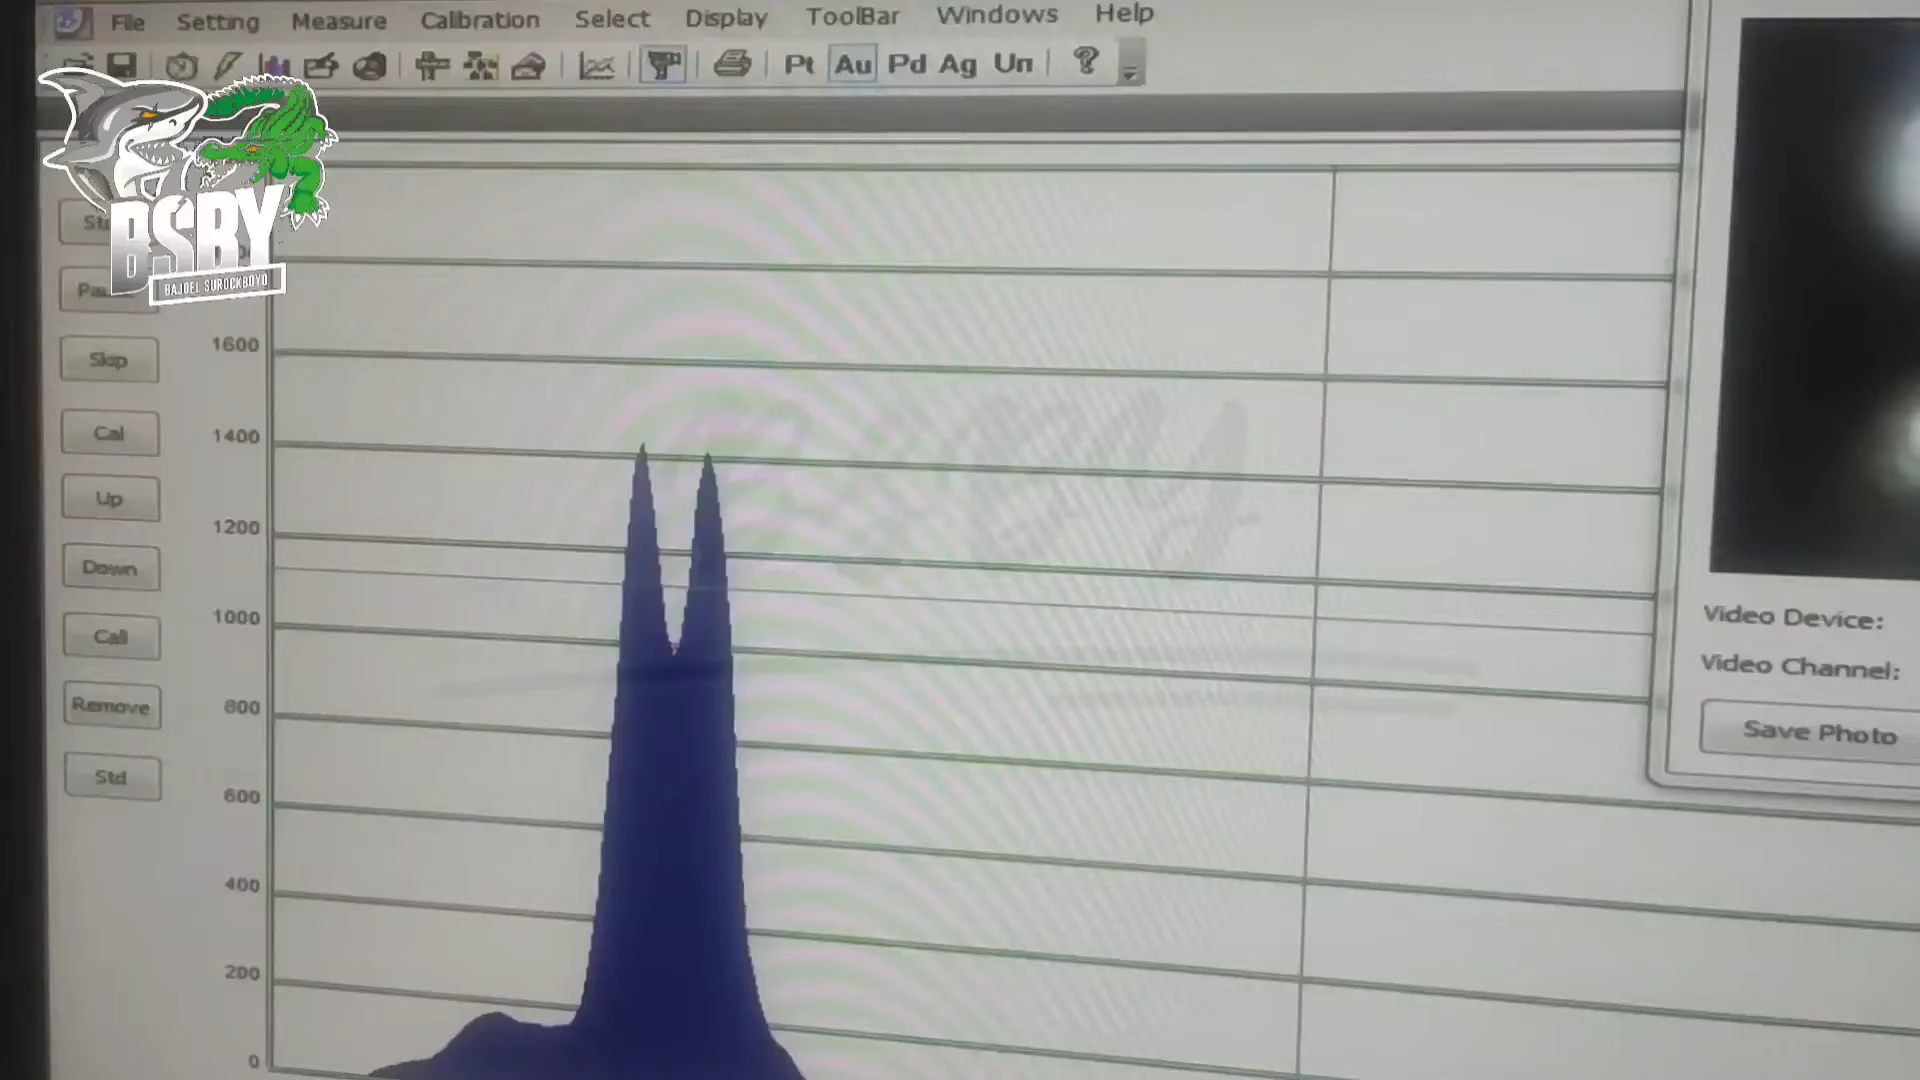 File Setting Measure Calibration Select Display ToolBar Windows Help
Pt Au Pd Ag Un
BSBY
BAJOEL SUROCKBOYO
Skip
Cal
Up
Down
Call
Remove
Std
1600
1400
1200
1000
800
600
400
200
0
Video Device:
Video Channel:
Save Photo